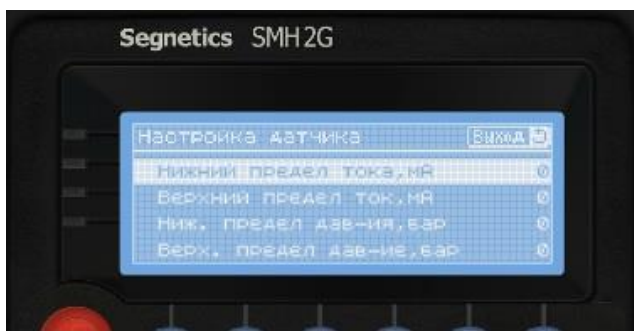 Segnetics SMH2G
Настройка датчика Выход
Нижний предел тока,мА 0
Верхний предел ток,мА 0
Ниж. предел дав-ия,бар 0
Верх. предел дав-ие,бар 0